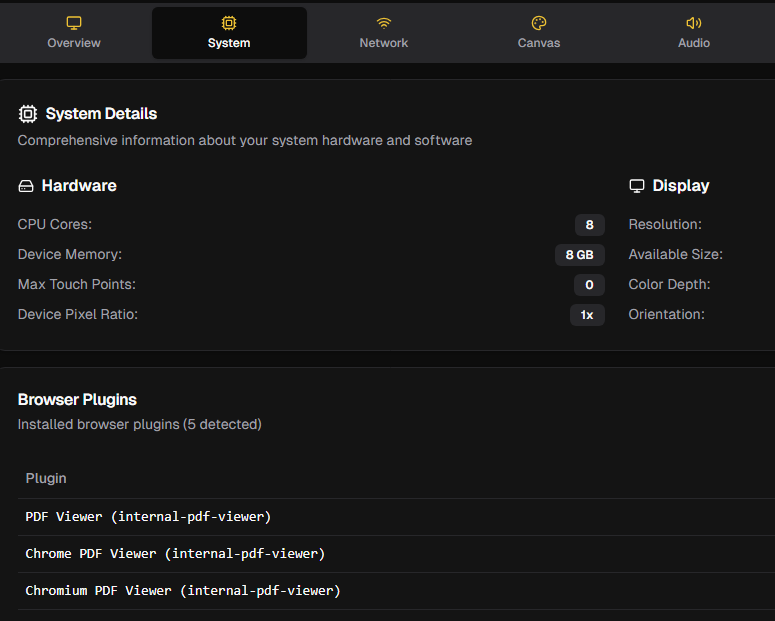 Overview
System
Network
Canvas
Audio
System Details
Comprehensive information about your system hardware and software
Hardware
CPU Cores: 8
Device Memory: 8 GB
Max Touch Points: 0
Device Pixel Ratio: 1x
Display
Resolution:
Available Size:
Color Depth:
Orientation:
Browser Plugins
Installed browser plugins (5 detected)
Plugin
PDF Viewer (internal-pdf-viewer)
Chrome PDF Viewer (internal-pdf-viewer)
Chromium PDF Viewer (internal-pdf-viewer)